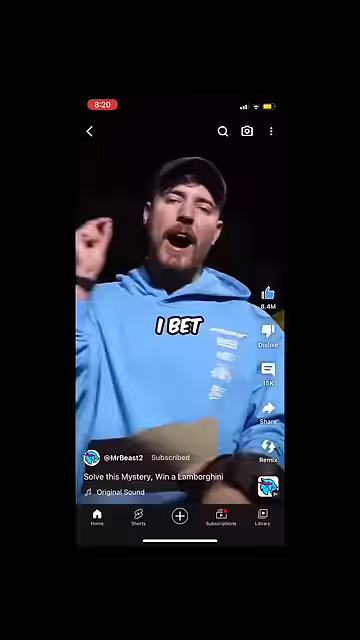 8:20
I BET
8.4M
Dislike
15K
Share
Remix
@MrBeast2 Subscribed
Solve this Mystery, Win a Lamborghini
Original Sound
Home
Shorts
Subscriptions
Library